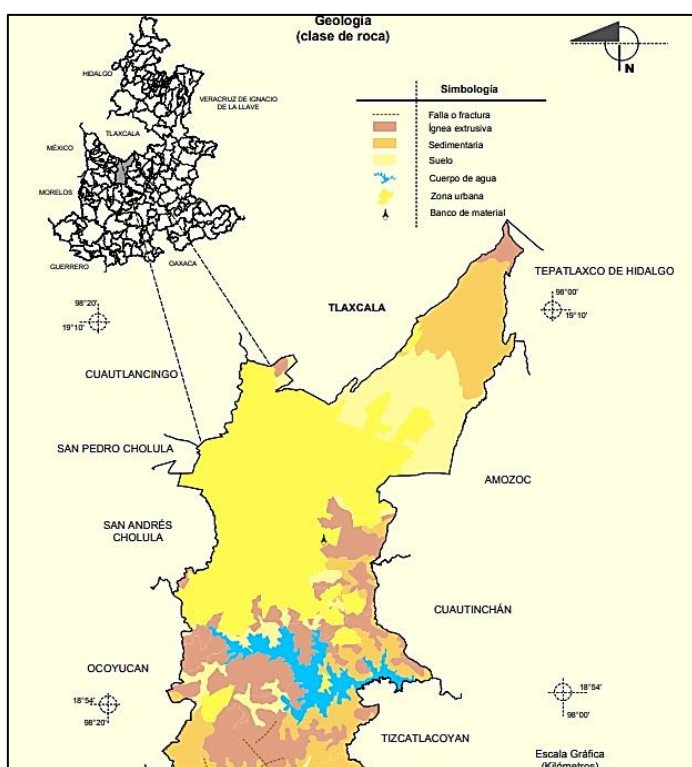 Geología
(clase de roca)
N
HIDALGO
VERACRUZ DE IGNACIO
DE LA LLAVE
TLAXCALA
MÉXICO
MORELOS
GUERRERO
OAXACA
Simbología
Falla o fractura
Ígnea extrusiva
Sedimentaria
Suelo
Cuerpo de agua
Zona urbana
Banco de material
98°20'
19°10'
TLAXCALA
TEPATLAXCO DE HIDALGO
98°00'
19°10'
CUAUTLANCINGO
SAN PEDRO CHOLULA
AMOZOC
SAN ANDRÉS
CHOLULA
CUAUTINCHÁN
OCOYUCAN
18°54'
98°20'
18°54'
98°00'
TIZCATLACOYAN
Escala Gráfica
(Kilómetros)